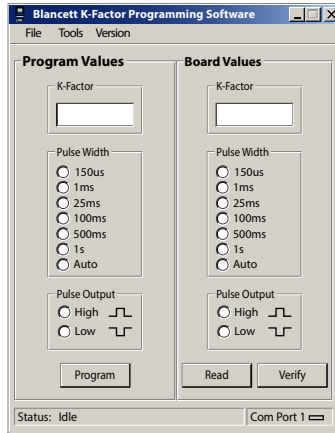 Blancett K-Factor Programming Software
File Tools Version
Program Values
K-Factor
Pulse Width
150us
1ms
25ms
100ms
500ms
1s
Auto
Pulse Output
High
Low
Program
Board Values
K-Factor
Pulse Width
150us
1ms
25ms
100ms
500ms
1s
Auto
Pulse Output
High
Low
Read Verify
Status: Idle Com Port 1